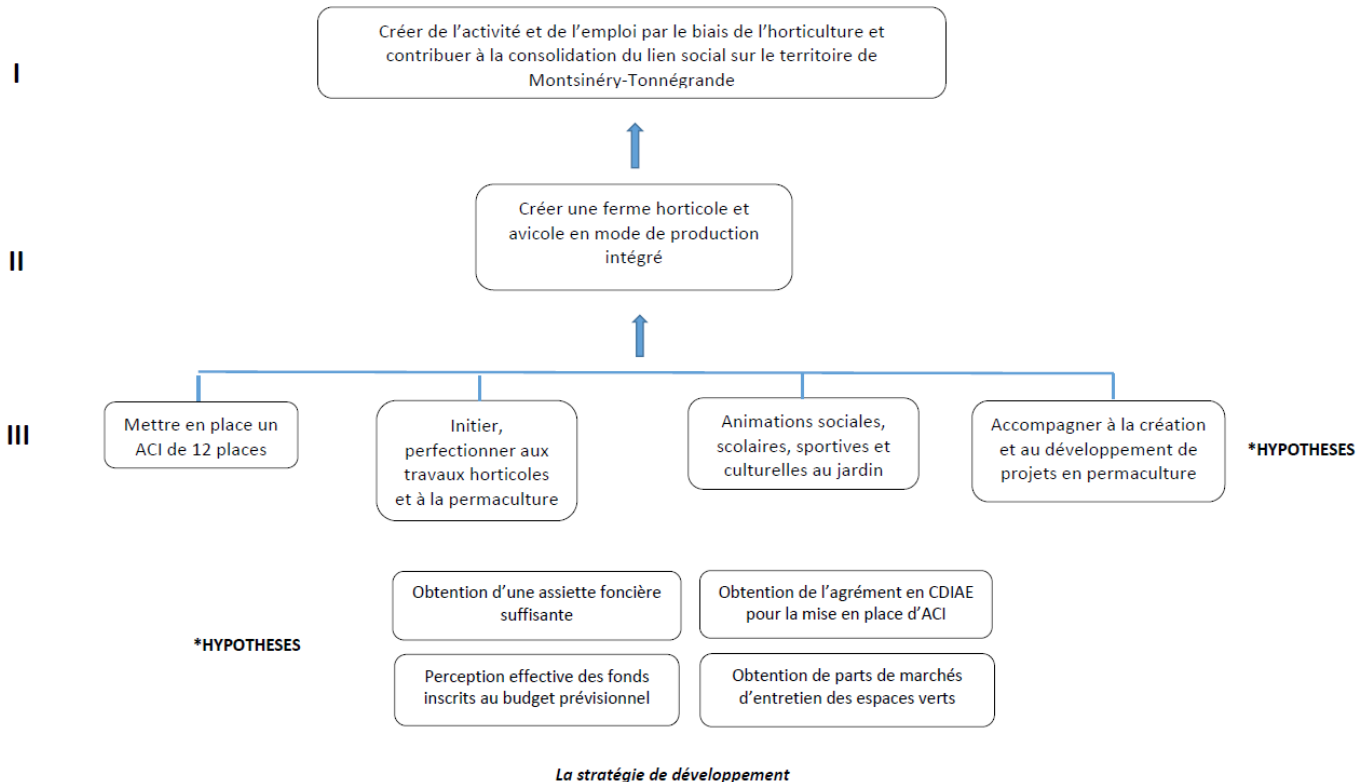 Créer de l'activité et de l'emploi par le biais de l'horticulture et
contribuer à la consolidation du lien social sur le territoire de
Montsinéry-Tonnégrande
I
Créer une ferme horticole et
avicole en mode de production
intégré
II
Mettre en place un
ACI de 12 places
Initier,
perfectionner aux
travaux horticoles
et à la permaculture
Animations sociales,
scolaires, sportives et
culturelles au jardin
Accompagner à la création
et au développement de
projets en permaculture
III
*HYPOTHESES
Obtention d'une assiette foncière
suffisante
Obtention de l'agrément en CDIAE
pour la mise en place d'ACI
*HYPOTHESES
Perception effective des fonds
inscrits au budget prévisionnel
Obtention de parts de marchés
d'entretien des espaces verts
La stratégie de développement